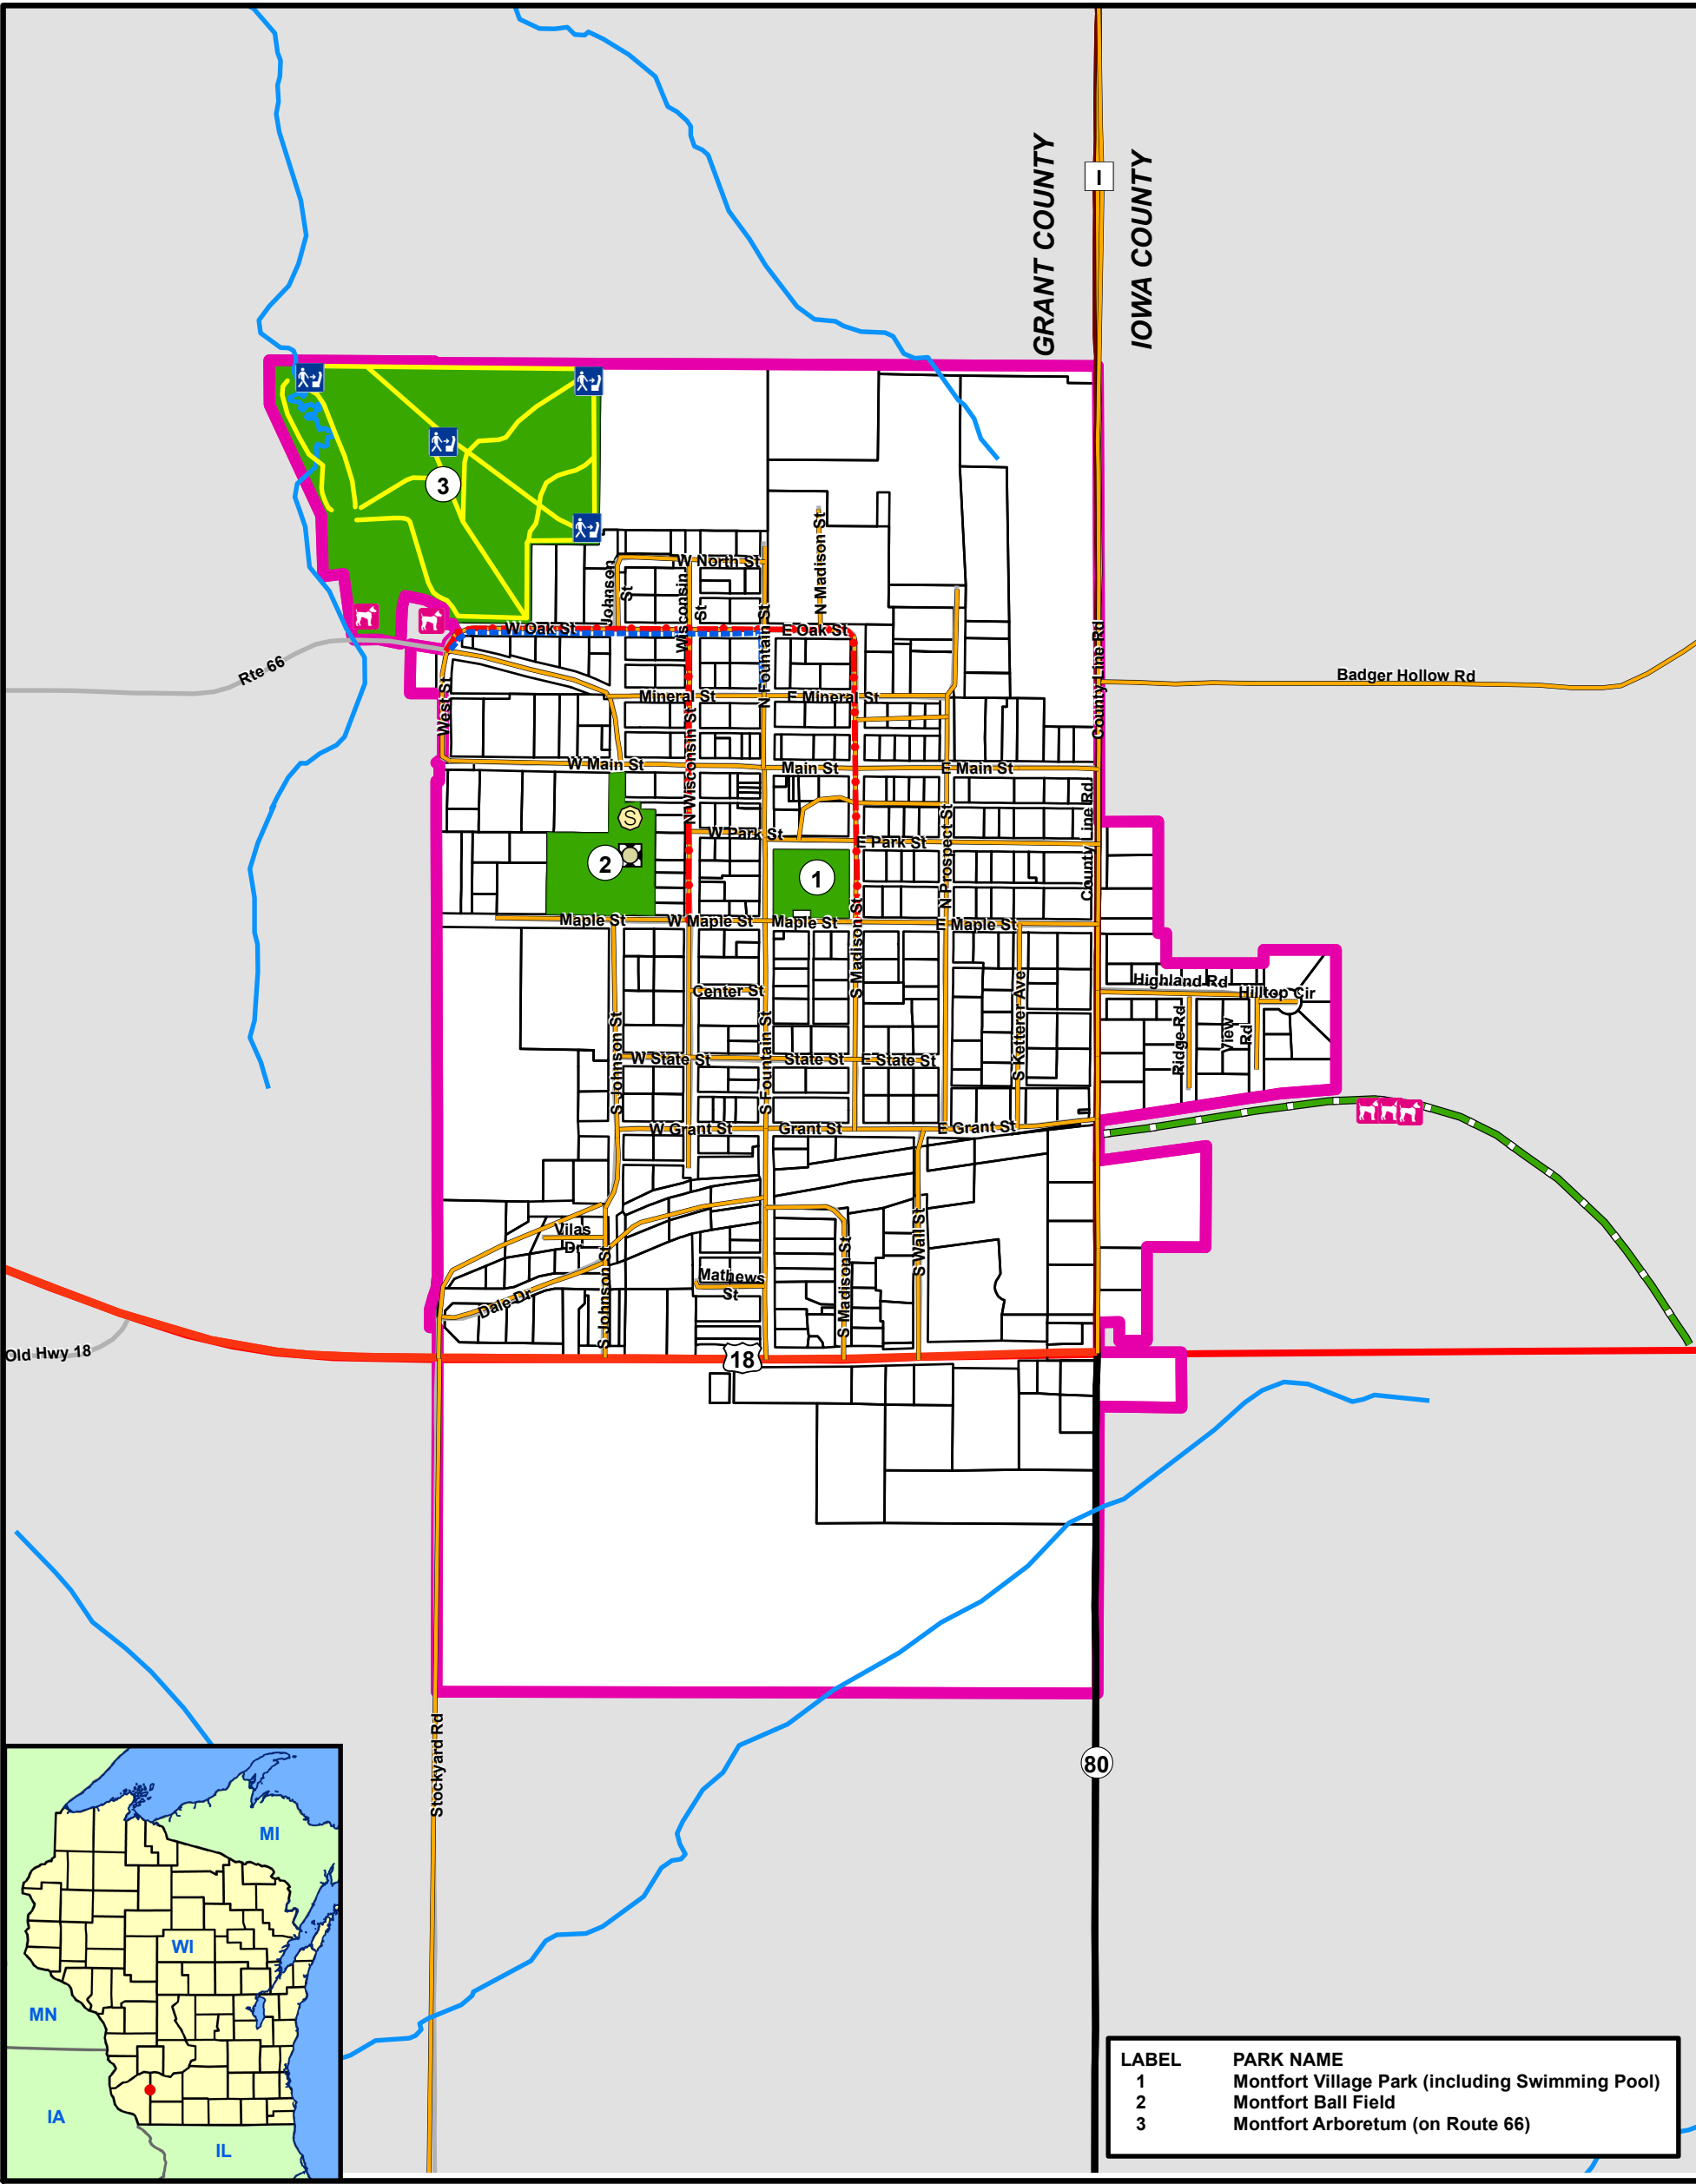 GRANT COUNTY
IOWA COUNTY
I
3
W North St
Johnson
St
Wisconsin
St
N Madison St
W Oak St
E Oak St
N Fountain St
County Line Rd
Badger Hollow Rd
Rte 66
West St
Mineral St
E Mineral St
N Wisconsin St
W Main St
Main St
E Main St
S
W Park St
E Park St
N Prospect St
County Line Rd
2
1
Maple St
W Maple St
Maple St
E Maple St
S Madison St
Center St
Highland Rd
Hilltop Cir
Ridge Rd
View
Rd
S Ketterer Ave
S Johnson St
S Fountain St
W State St
State St
E State St
W Grant St
Grant St
E Grant St
Vilas
Dr
S Johnson St
Mathews
St
S Madison St
S Wall St
Dale Dr
Old Hwy 18
18
Stockyard Rd
80
MI
WI
MN
IA
IL
LABEL PARK NAME
1 Montfort Village Park (including Swimming Pool)
2 Montfort Ball Field
3 Montfort Arboretum (on Route 66)